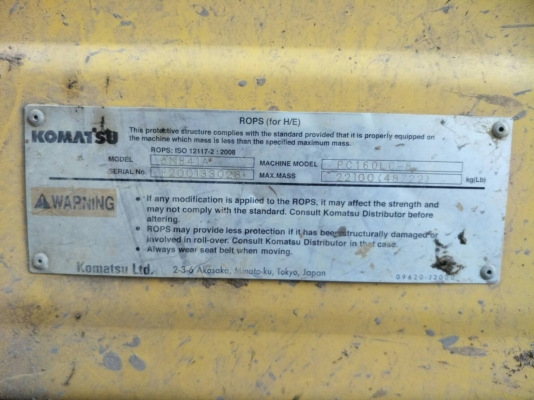 ROPS (for H/E)
KOMATSU
This protective structure complies with the standard provided that it is properly equipped on
the machine which mass is less than the specified maximum mass.
ROPS: ISO 12117-2 : 2008
MODEL MACHINE MODEL PC160LC-8
SERIAL No. MAX.MASS 22100(48722) kg(Lb)
WARNING
• If any modification is applied to the ROPS, it may affect the strength and
may not comply with the standard. Consult Komatsu Distributor before
altering.
• ROPS may provide less protection if it has been structurally damaged or
involved in roll-over. Consult Komatsu Distributor in that case.
• Always wear seat belt when moving.
Komatsu Ltd. 2-3-6 Akasaka, Minato-ku, Tokyo, Japan